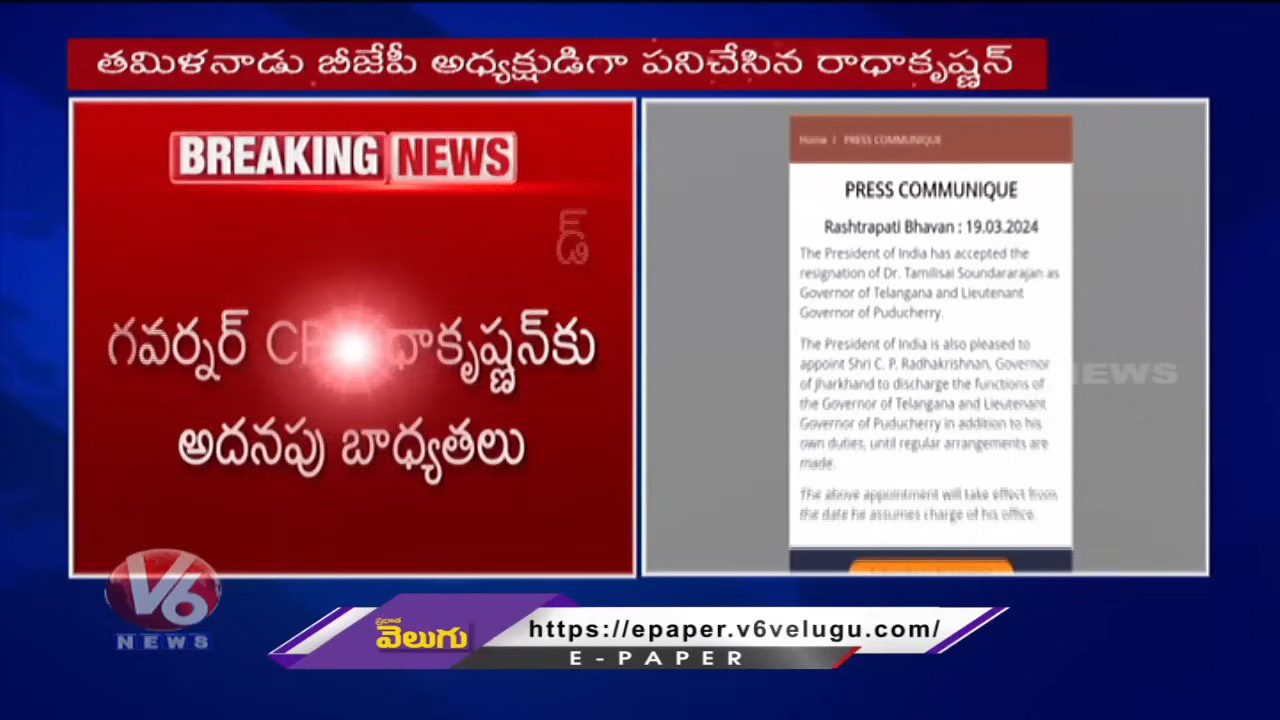 తమిళనాడు బీజేపీ అధ్యక్షుడిగా పనిచేసిన రాధాకృష్ణన్
BREAKING NEWS
గవర్నర్
అదనపు బాధ్యతలు
Home / PRESS COMMUNIQUE
PRESS COMMUNIQUE
Rashtrapati Bhavan : 19.03.2024
The President of India has accepted the
resignation of Dr. Tamilisai Soundararajan as
Governor of Telangana and Lieutenant
Governor of Puducherry.
The President of India is also pleased to
appoint Shri C. P. Radhakrishnan, Governor
of Jharkhand to discharge the functions of
the Governor of Telangana and Lieutenant
Governor of Puducherry in addition to his
own duties, until regular arrangements are
made.
The above appointment will take effect from
the date he assumes charge of his office.
NEWS
V6
NEWS
ప్రభాత
వెలుగు
https://epaper.v6velugu.com/
E-PAPER